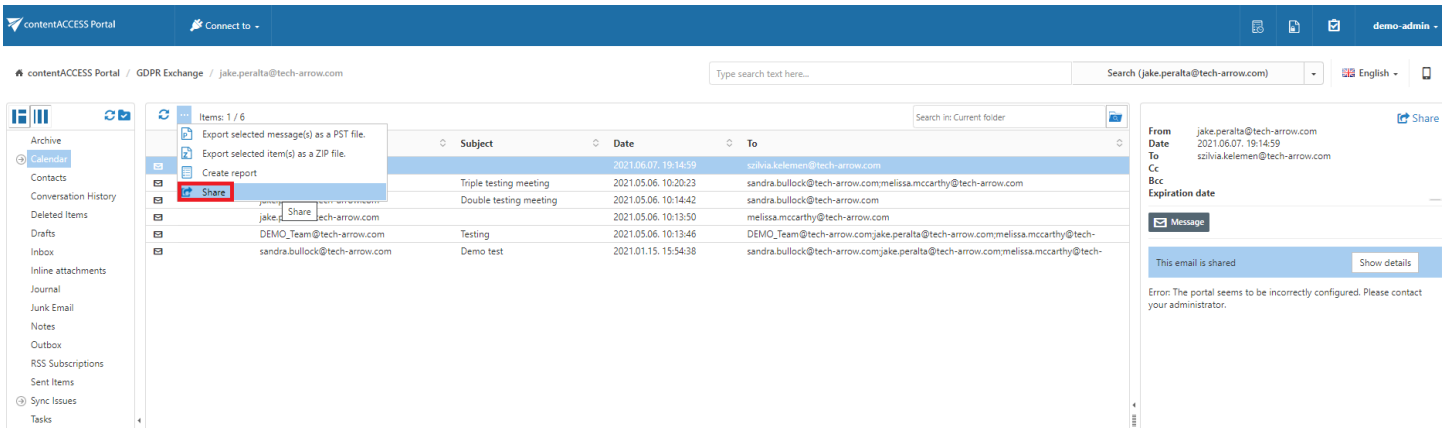 contentACCESS Portal
Connect to
demo-admin
contentACCESS Portal / GDPR Exchange / jake.peralta@tech-arrow.com
Type search text here...
Search (jake.peralta@tech-arrow.com)
English
Archive
Calendar
Contacts
Conversation History
Deleted Items
Drafts
Inbox
Inline attachments
Journal
Junk Email
Notes
Outbox
RSS Subscriptions
Sent Items
Sync Issues
Tasks
Items: 1 / 6
Search in: Current folder
Export selected message(s) as a PST file.
Export selected item(s) as a ZIP file.
Create report
Share
Share
Subject Date To
2021.06.07. 19:14:59 szilvia.kelemen@tech-arrow.com
Triple testing meeting 2021.05.06. 10:20:23 sandra.bullock@tech-arrow.com;melissa.mccarthy@tech-arrow.com
Double testing meeting 2021.05.06. 10:14:42 sandra.bullock@tech-arrow.com
2021.05.06. 10:13:50 melissa.mccarthy@tech-arrow.com
DEMO_Team@tech-arrow.com Testing 2021.05.06. 10:13:46 DEMO_Team@tech-arrow.com;jake.peralta@tech-arrow.com;melissa.mccarthy@tech-
sandra.bullock@tech-arrow.com Demo test 2021.01.15. 15:54:38 sandra.bullock@tech-arrow.com;jake.peralta@tech-arrow.com;melissa.mccarthy@tech-
Share
From jake.peralta@tech-arrow.com
Date 2021.06.07. 19:14:59
To szilvia.kelemen@tech-arrow.com
Cc
Bcc
Expiration date
Message
This email is shared Show details
Error: The portal seems to be incorrectly configured. Please contact
your administrator.